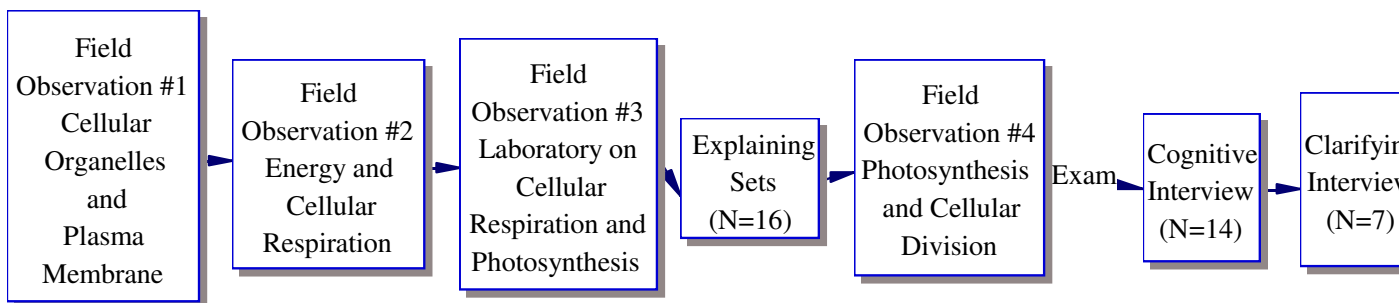 Field
Observation #1
Cellular
Organelles
and
Plasma
Membrane
Field
Observation #2
Energy and
Cellular
Respiration
Field
Observation #3
Laboratory on
Cellular
Respiration and
Photosynthesis
Explaining
Sets
(N=16)
Field
Observation #4
Photosynthesis
and Cellular
Division
Exam
Cognitive
Interview
(N=14)
Clarifyin
Interview
(N=7)